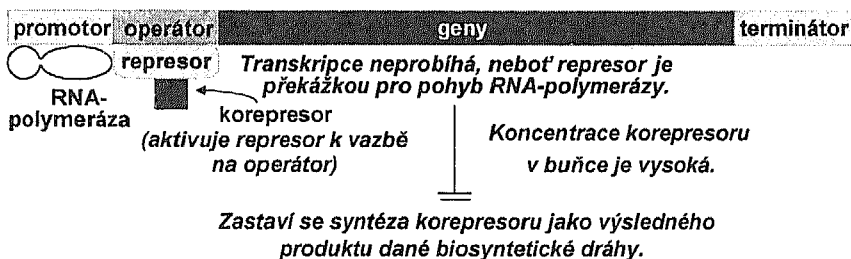 promotor operátor geny terminátor
represor
Transkripce neprobíhá, neboť represor je
překážkou pro pohyb RNA-polymerázy.
RNA-
polymeráza
korepresor
(aktivuje represor k vazbě
na operátor)
Koncentrace korepresoru
v buňce je vysoká.
Zastaví se syntéza korepresoru jako výsledného
produktu dané biosyntetické dráhy.